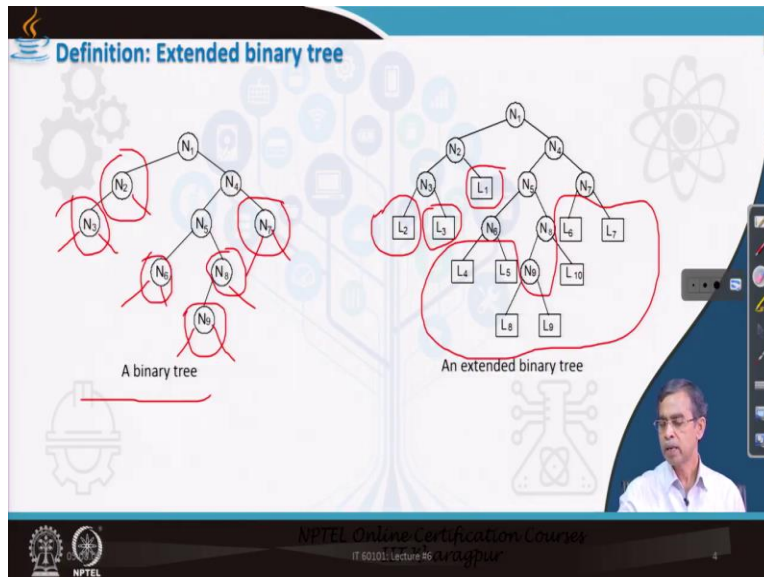 Definition: Extended binary tree
N1
N2
N4
N3
N5
N7
N6
N8
N9
A binary tree
N1
N2
N4
N3
L1
N5
N7
L2
L3
N6
N8
L6
L7
L4
L5
N9
L10
L8
L9
An extended binary tree
NPTEL Online Certification Courses
IIT Kharagpur
IT 60101: Lecture #6
4
NPTEL